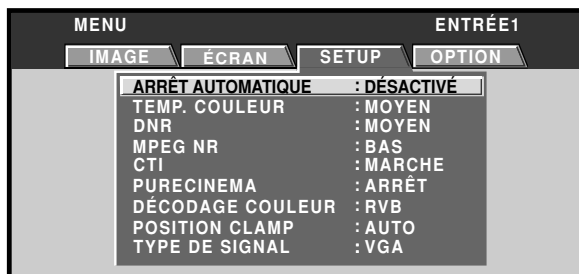 MENU ENTRÉE1
IMAGE ÉCRAN SETUP OPTION
ARRÊT AUTOMATIQUE : DÉSACTIVÉ
TEMP. COULEUR : MOYEN
DNR : MOYEN
MPEG NR : BAS
CTI : MARCHE
PURECINEMA : ARRÊT
DÉCODAGE COULEUR : RVB
POSITION CLAMP : AUTO
TYPE DE SIGNAL : VGA